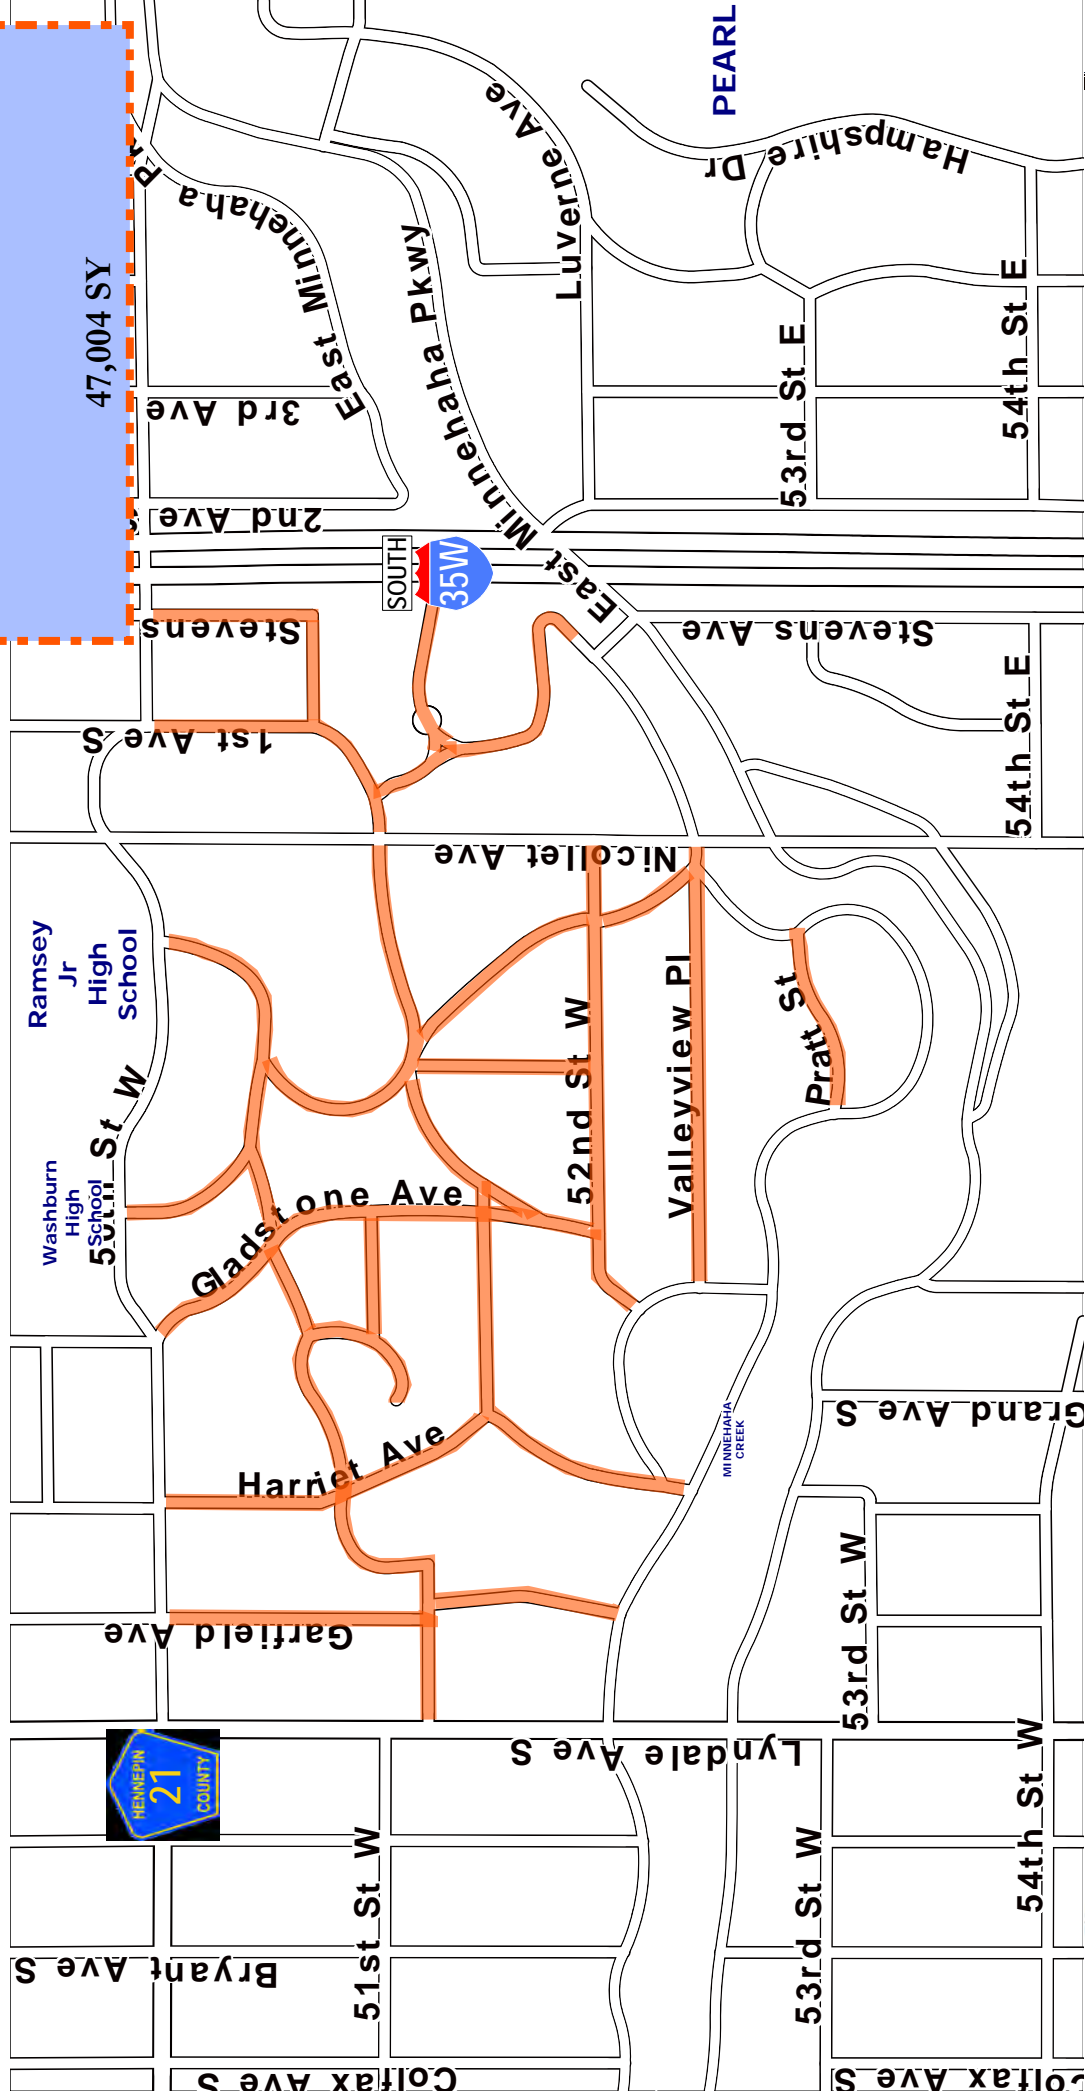 PEARL
Luverne Ave
Hampshire Dr
East Minnehaha Pk
47,004 SY
East Minnehaha Pkwy
3rd Ave
53rd St E
54th St E
2nd Ave S
SOUTH
35W
Stevens
Stevens Ave
1st Ave S
54th St E
Nicollet Ave
Ramsey
Jr
High
School
50th St W
Washburn
High
School
52nd St W
Valleyview Pl
Pratt St
Gladstone Ave
MINNEHAHA
CREEK
Grand Ave S
Harriet Ave
Garfield Ave
53rd St W
HENNEPIN
21
COUNTY
Lyndale Ave S
54th St W
51st St W
53rd St W
Bryant Ave S
Colfax Ave S
Colfax Ave S